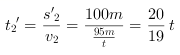 t₂′ = s′₂ / v₂ = 100m / (95m / t) = 20/19 t